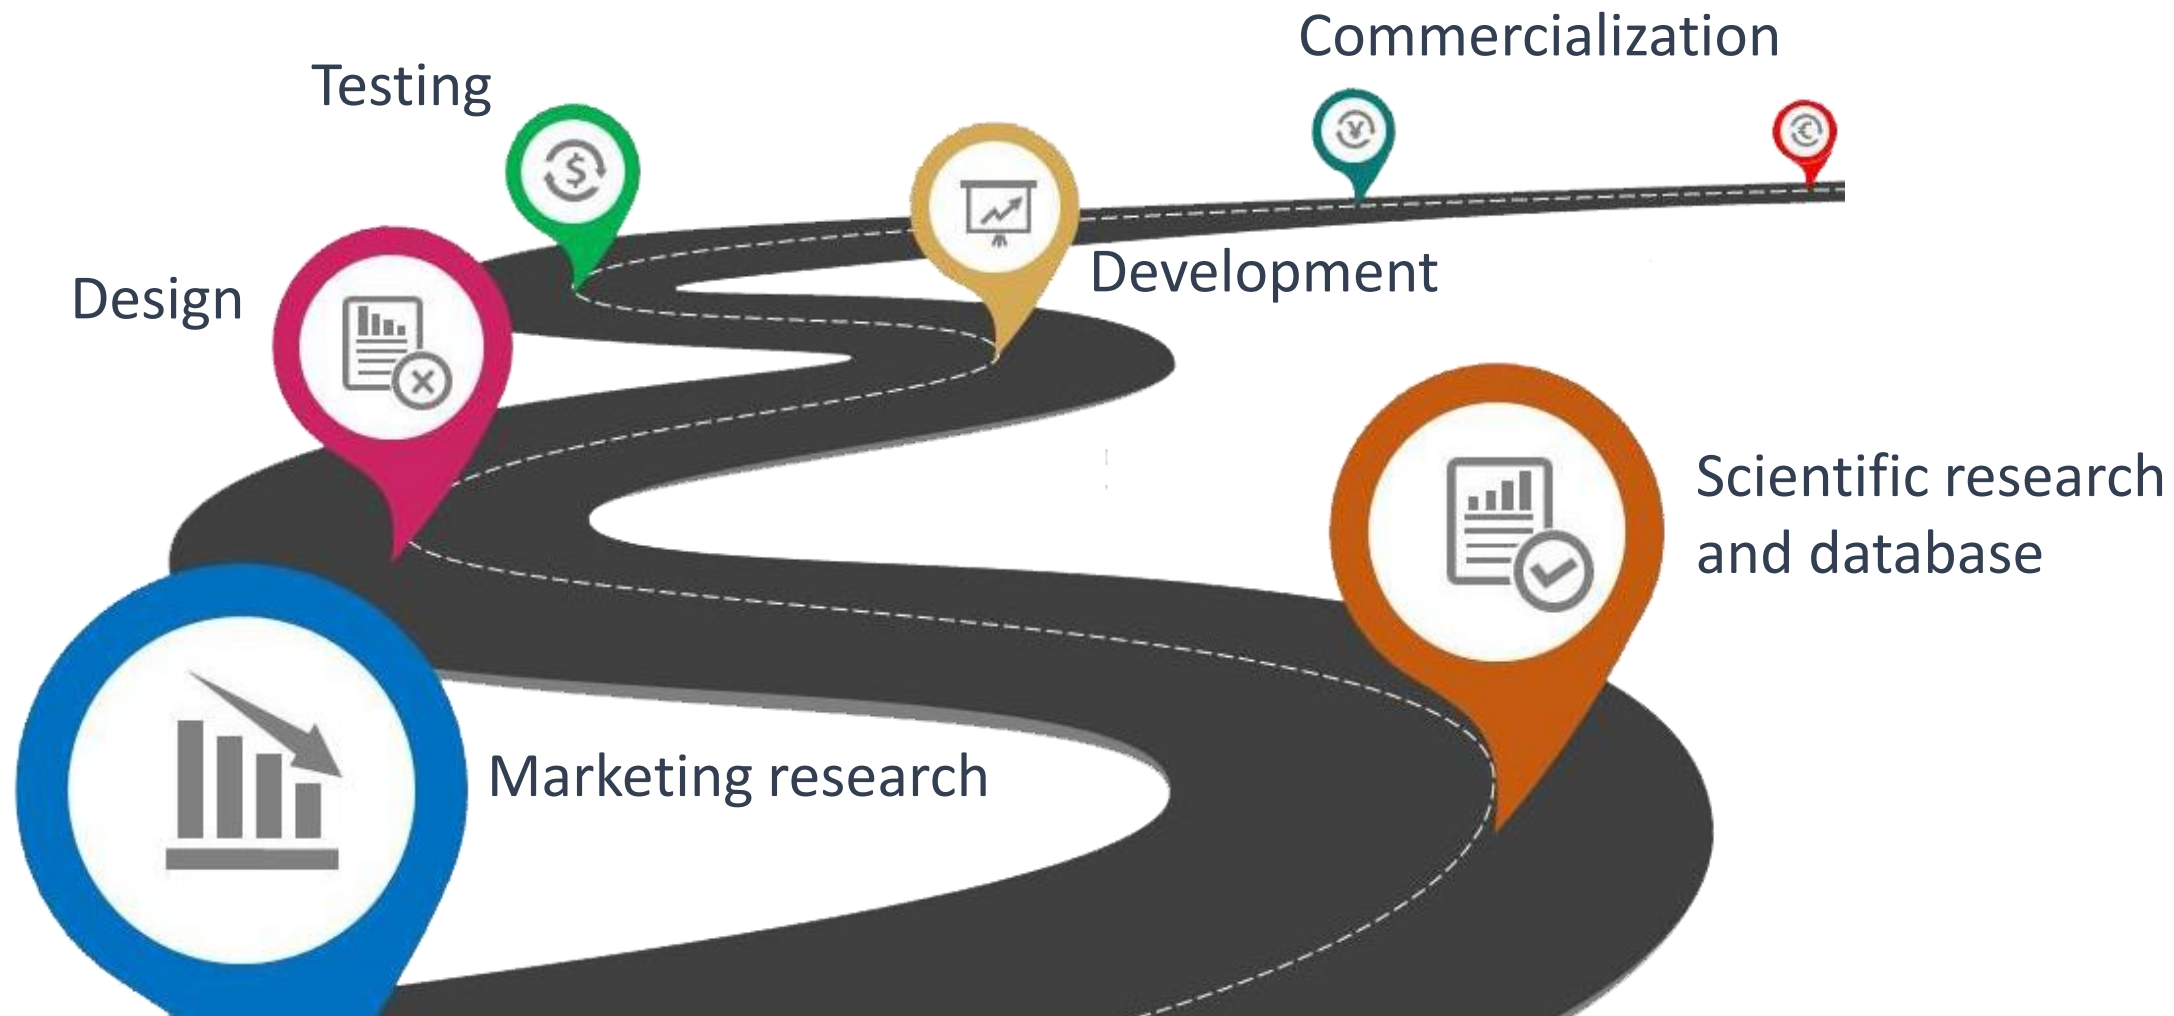 Commercialization
Testing
Development
Design
Scientific research
and database
Marketing research
$
¥
€